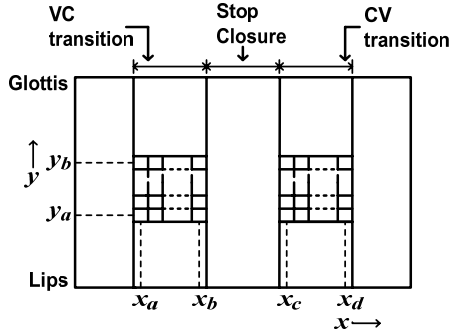 VC transition
Stop Closure
CV transition
Glottis
y_b
y
y_a
Lips
x_a x_b x_c x_d
x